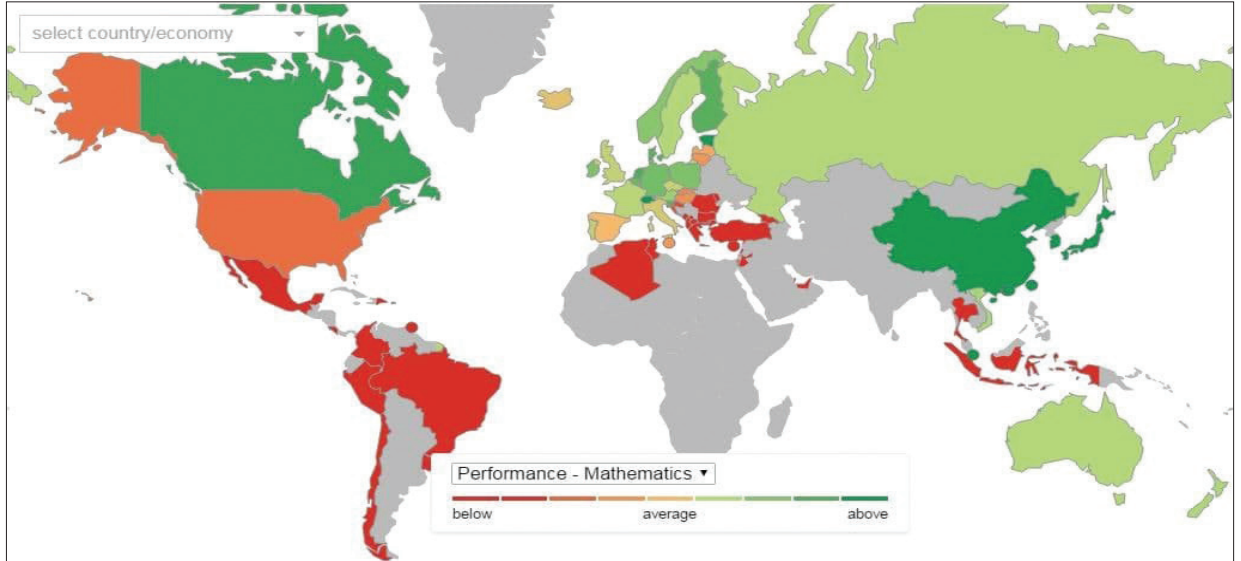 select country/economy
Performance - Mathematics
below average above